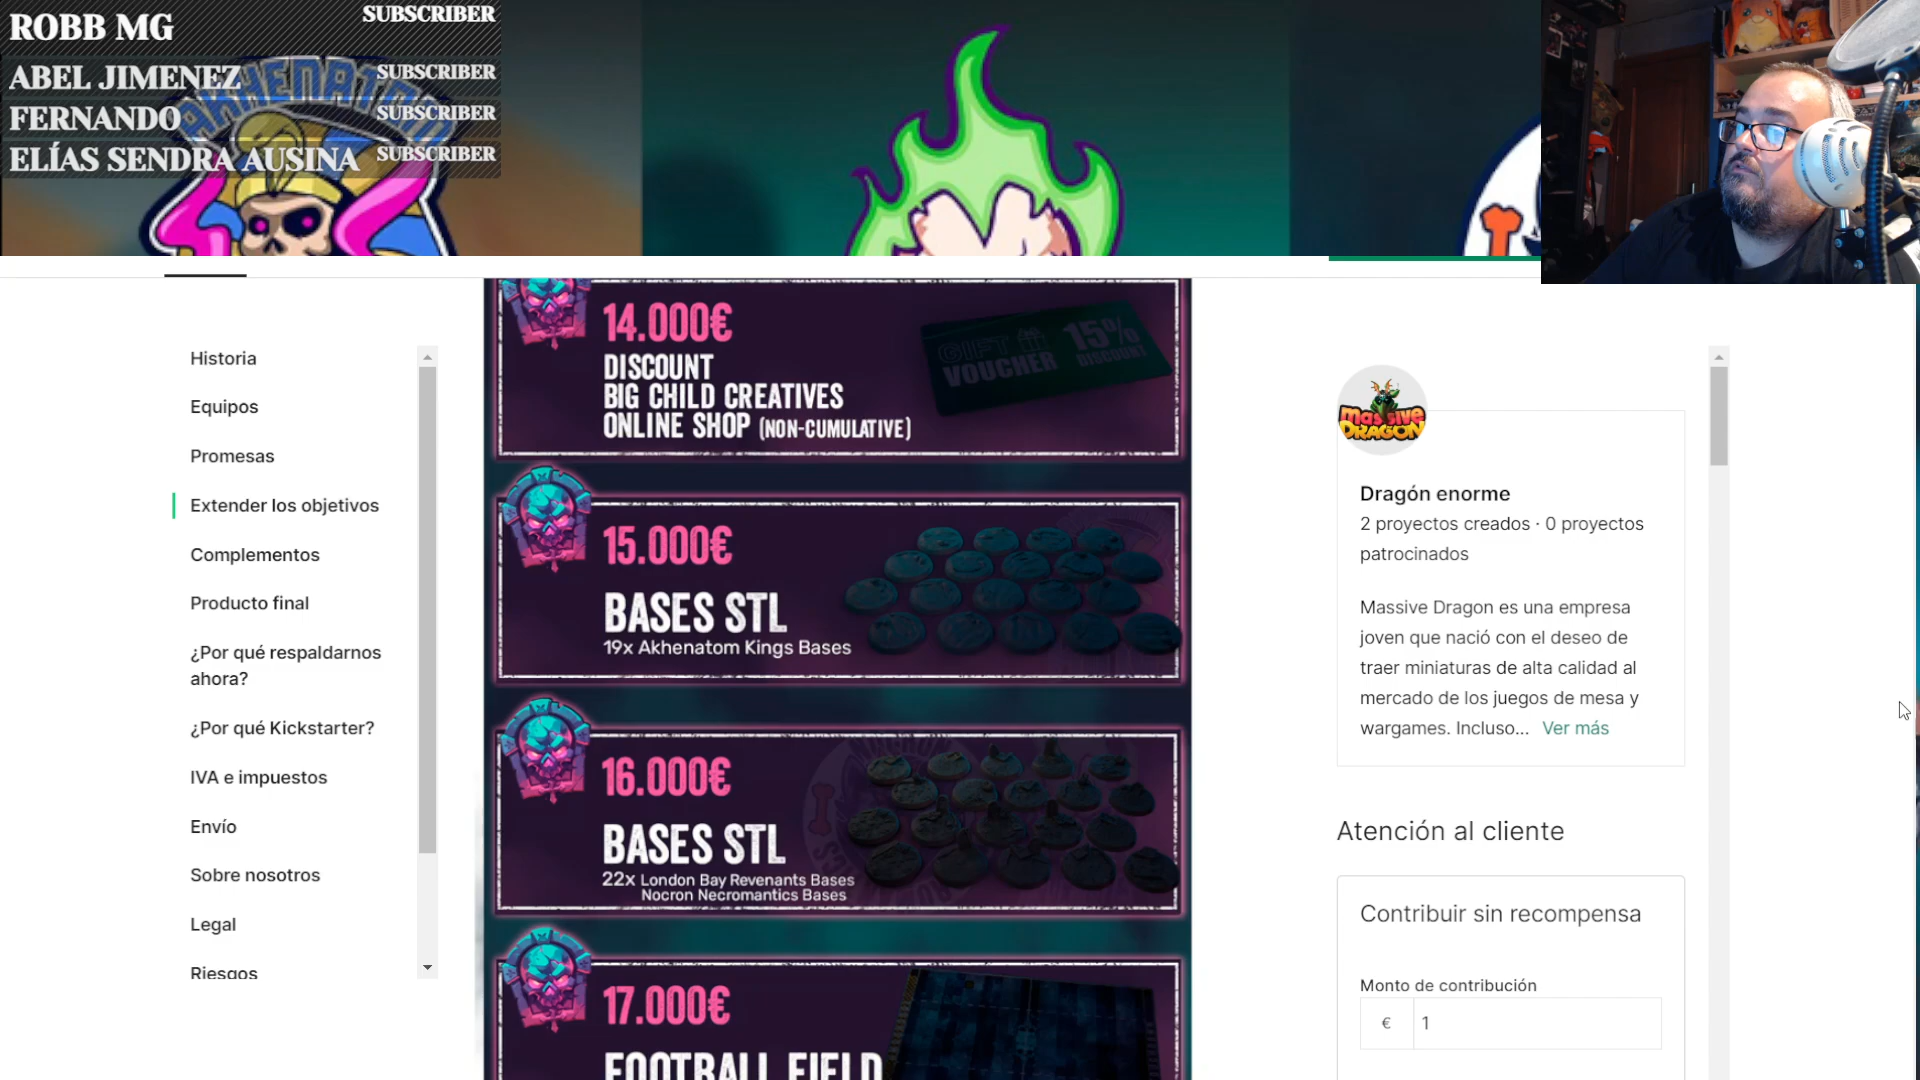 ROBB MG
SUBSCRIBER
ABEL JIMENEZ
SUBSCRIBER
FERNANDO
SUBSCRIBER
ELÍAS SENDRA AUSINA
SUBSCRIBER
AKHENATOM
Historia
Equipos
Promesas
Extender los objetivos
Complementos
Producto final
¿Por qué respaldarnos
ahora?
¿Por qué Kickstarter?
IVA e impuestos
Envío
Sobre nosotros
Legal
Riesgos
14.000€
DISCOUNT
BIG CHILD CREATIVES
ONLINE SHOP (NON-CUMULATIVE)
GIFT
VOUCHER
15%
DISCOUNT
15.000€
BASES STL
19x Akhenatom Kings Bases
16.000€
BASES STL
22x London Bay Revenants Bases
Nocron Necromantics Bases
17.000€
FOOTBALL FIELD
massive
DRAGON
Dragón enorme
2 proyectos creados · 0 proyectos
patrocinados
Massive Dragon es una empresa
joven que nació con el deseo de
traer miniaturas de alta calidad al
mercado de los juegos de mesa y
wargames. Incluso... Ver más
Atención al cliente
Contribuir sin recompensa
Monto de contribución
€ 1